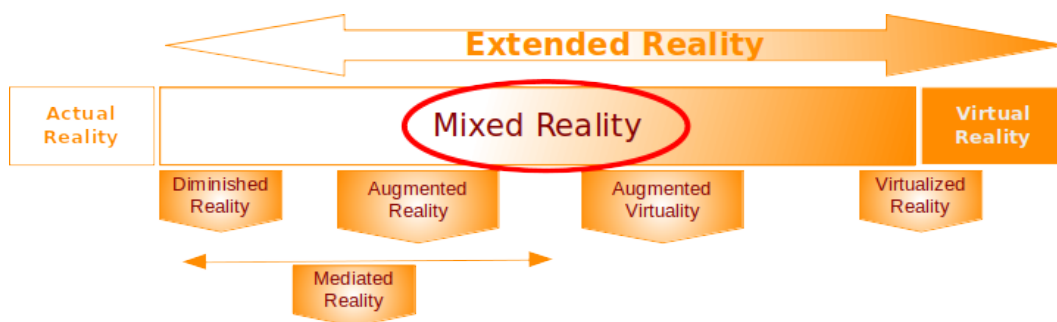 Extended Reality
Actual
Reality
Mixed Reality
Virtual
Reality
Diminished
Reality
Augmented
Reality
Augmented
Virtuality
Virtualized
Reality
Mediated
Reality